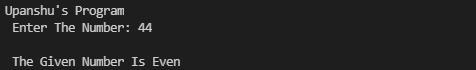 Upanshu's Program
Enter The Number: 44
The Given Number Is Even